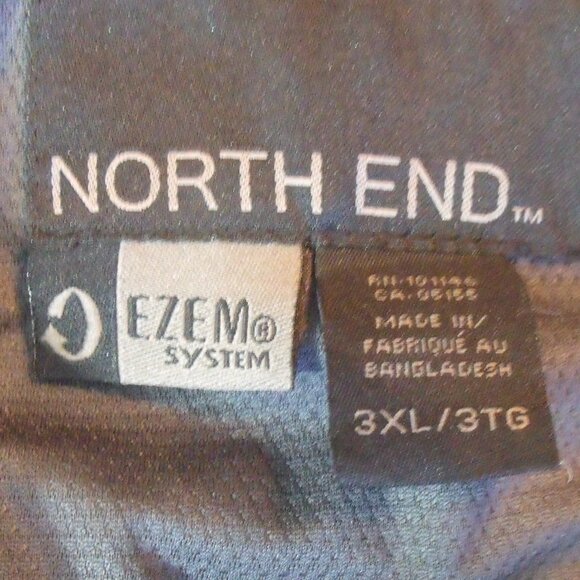 NORTH END™
EZEM®
SYSTEM
MADE IN/
FABRIQUÉ AU
BANGLADESH
3XL/3TG